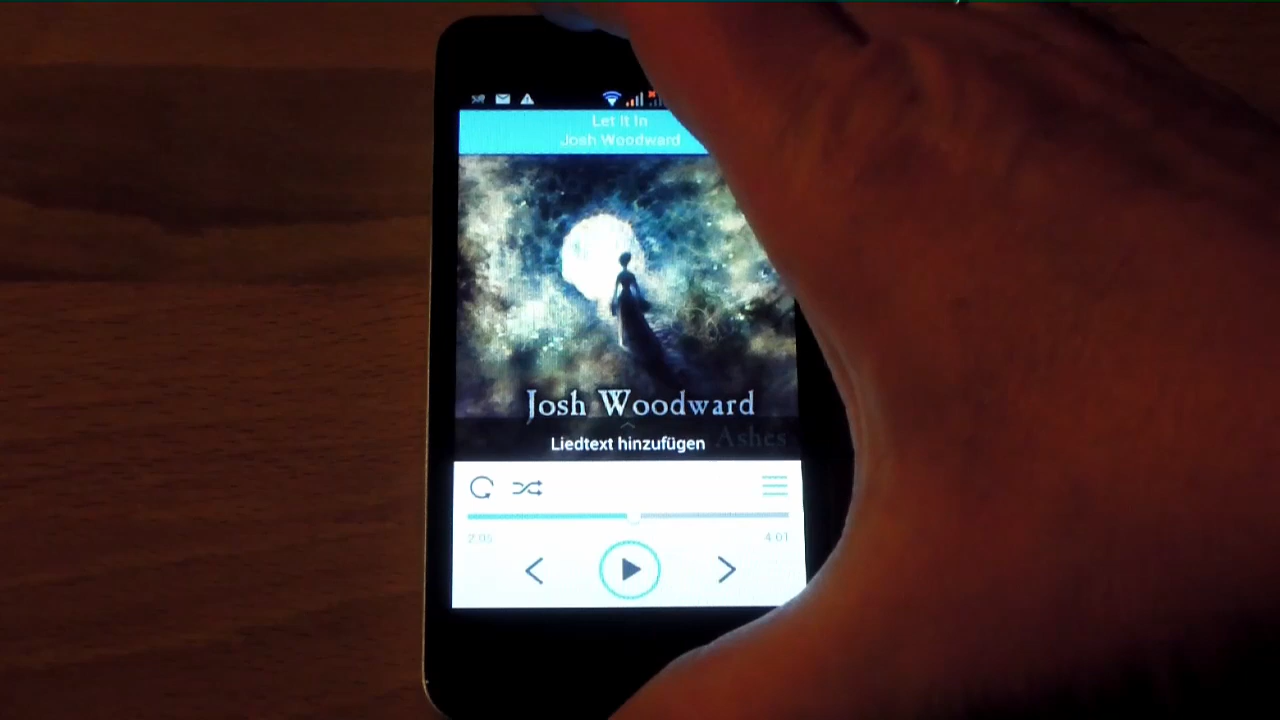 Let It In
Josh Woodward
Josh Woodward
Ashes
Liedtext hinzufügen
2:05
4:01